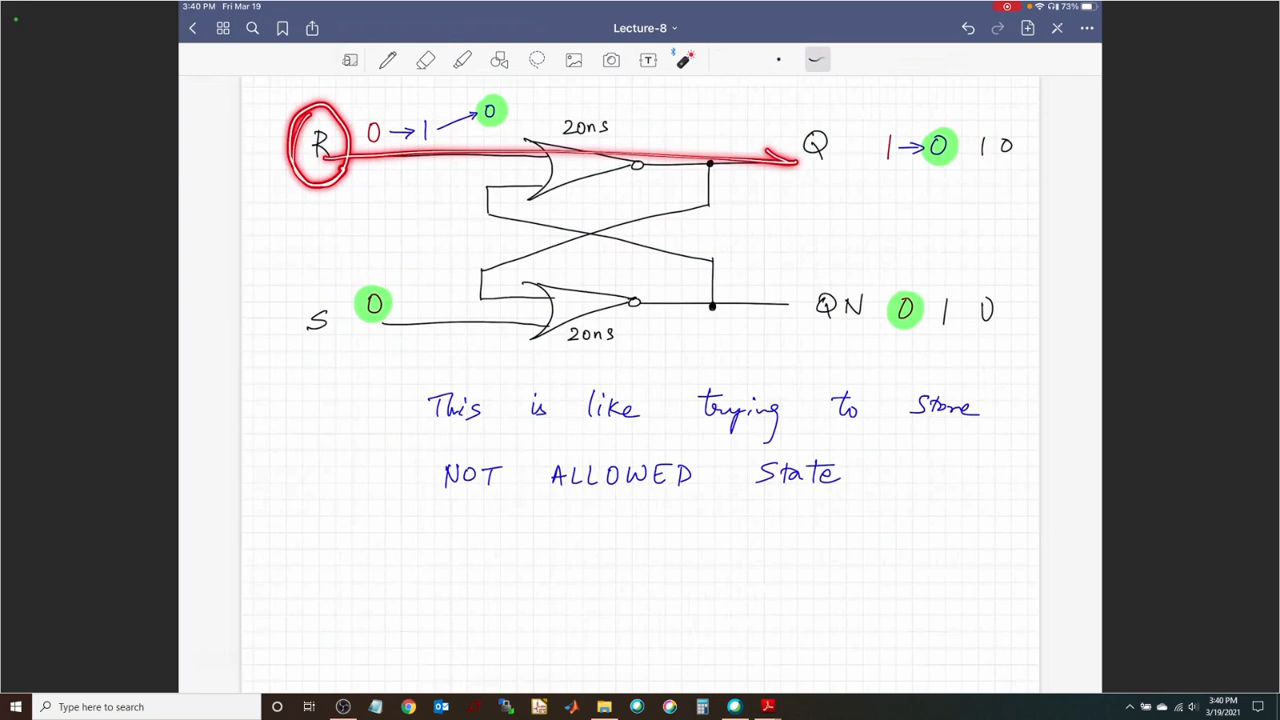 3:40 PM Fri Mar 19
73%
Lecture-8
T
R 0 → 1 → 0 20ns Q 1 → 0 1 0
S 0 20ns QN 0 1 0
This is like trying to store
NOT ALLOWED State
Type here to search
3:40 PM
3/19/2021